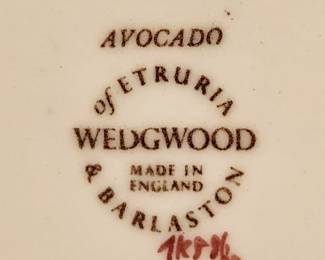 AVOCADO
of ETRURIA
WEDGWOOD
MADE IN
ENGLAND
& BARLASTON